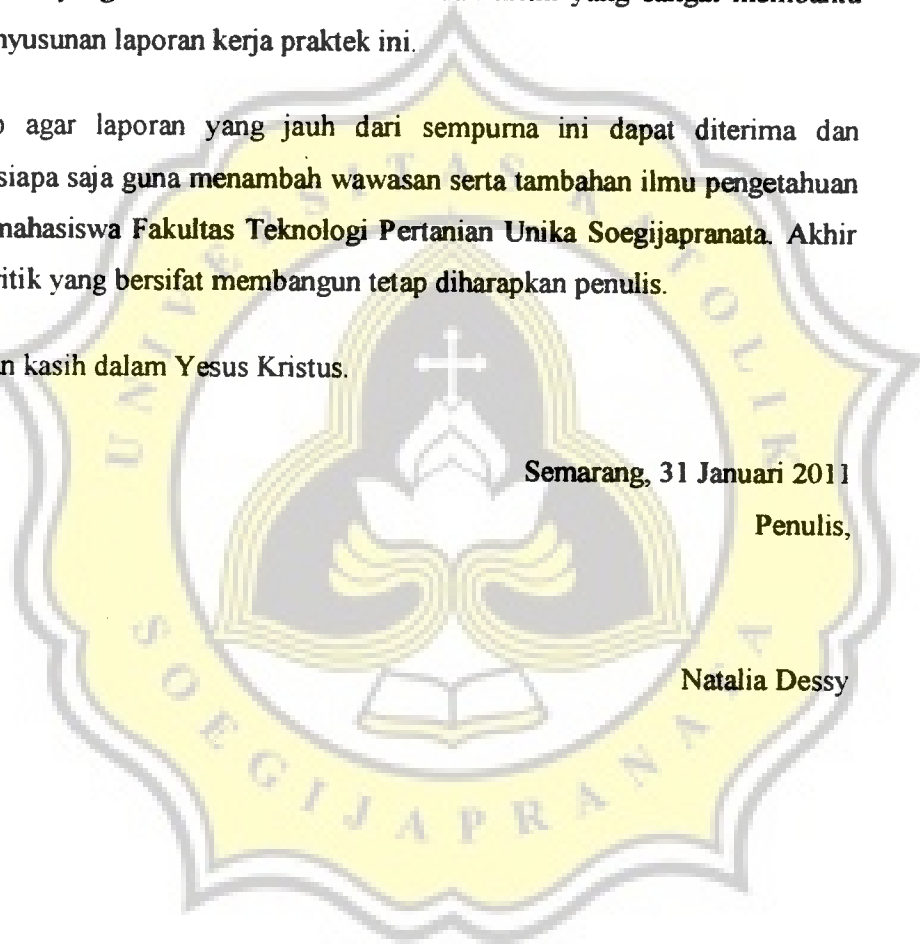 nyusunan laporan kerja praktek ini.
agar laporan yang jauh dari sempurna ini dapat diterima dan
siapa saja guna menambah wawasan serta tambahan ilmu pengetahuan
mahasiswa Fakultas Teknologi Pertanian Unika Soegijapranata. Akhir
ritik yang bersifat membangun tetap diharapkan penulis.
n kasih dalam Yesus Kristus.
Semarang, 31 Januari 2011
Penulis,
Natalia Dessy
UNIVERSITAS KATOLIK
SOEGIJAPRANATA